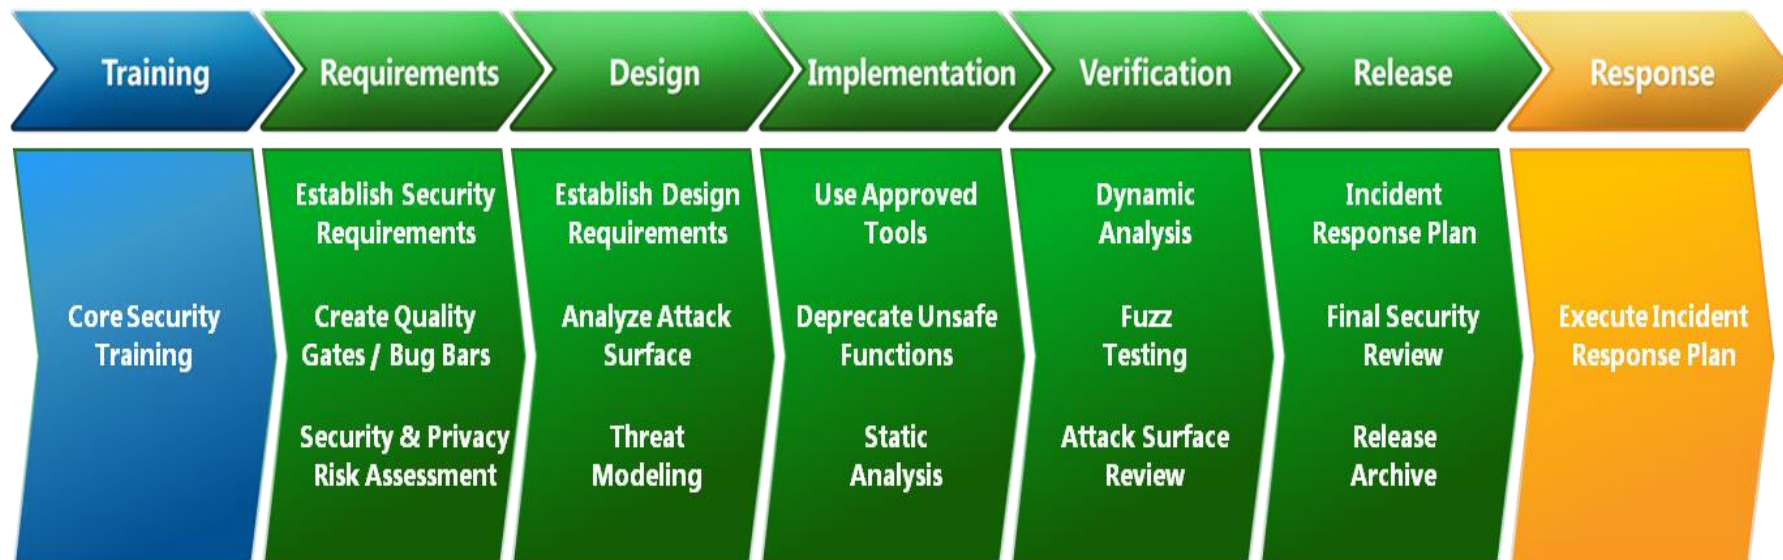 Training
Requirements
Design
Implementation
Verification
Release
Response
Core Security
Training
Establish Security
Requirements
Create Quality
Gates / Bug Bars
Security & Privacy
Risk Assessment
Establish Design
Requirements
Analyze Attack
Surface
Threat
Modeling
Use Approved
Tools
Deprecate Unsafe
Functions
Static
Analysis
Dynamic
Analysis
Fuzz
Testing
Attack Surface
Review
Incident
Response Plan
Final Security
Review
Release
Archive
Execute Incident
Response Plan